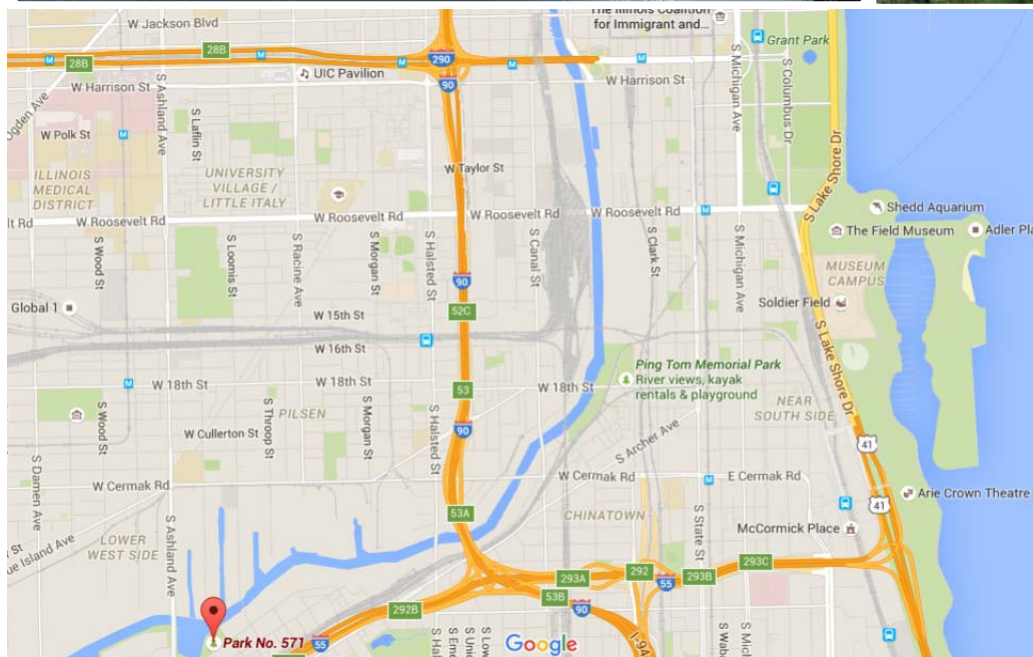 The Illinois Coalition
for Immigrant and...
W Jackson Blvd
Grant Park
28B
28B
290
UIC Pavilion
90
W Harrison St
W Harrison St
Ogden Ave
S Ashland Ave
S Laflin St
S Michigan Ave
S Columbus Dr
W Polk St
W Taylor St
ILLINOIS
MEDICAL
DISTRICT
UNIVERSITY
VILLAGE /
LITTLE ITALY
W Roosevelt Rd
W Roosevelt Rd
W Roosevelt Rd
S Lake Shore Dr
Shedd Aquarium
The Field Museum
Adler Pla
S Wood St
S Loomis St
S Racine Ave
S Morgan St
S Halsted St
S Canal St
S Clark St
S Michigan Ave
MUSEUM
CAMPUS
90
Global 1
52C
W 15th St
Soldier Field
W 16th St
S Lake Shore Dr
Ping Tom Memorial Park
River views, kayak
rentals & playground
W 18th St
W 18th St
53
W 18th St
NEAR
SOUTH SIDE
S Wood St
S Throop St
PILSEN
S Morgan St
S Halsted St
90
W Cullerton St
S Archer Ave
41
S Damen Ave
W Cermak Rd
W Cermak Rd
E Cermak Rd
Arie Crown Theatre
41
53A
CHINATOWN
McCormick Place
S Ashland Ave
LOWER
WEST SIDE
S State St
293A
292
55
293B
293C
292B
53B
90
Park No. 571
55
Google
I-94